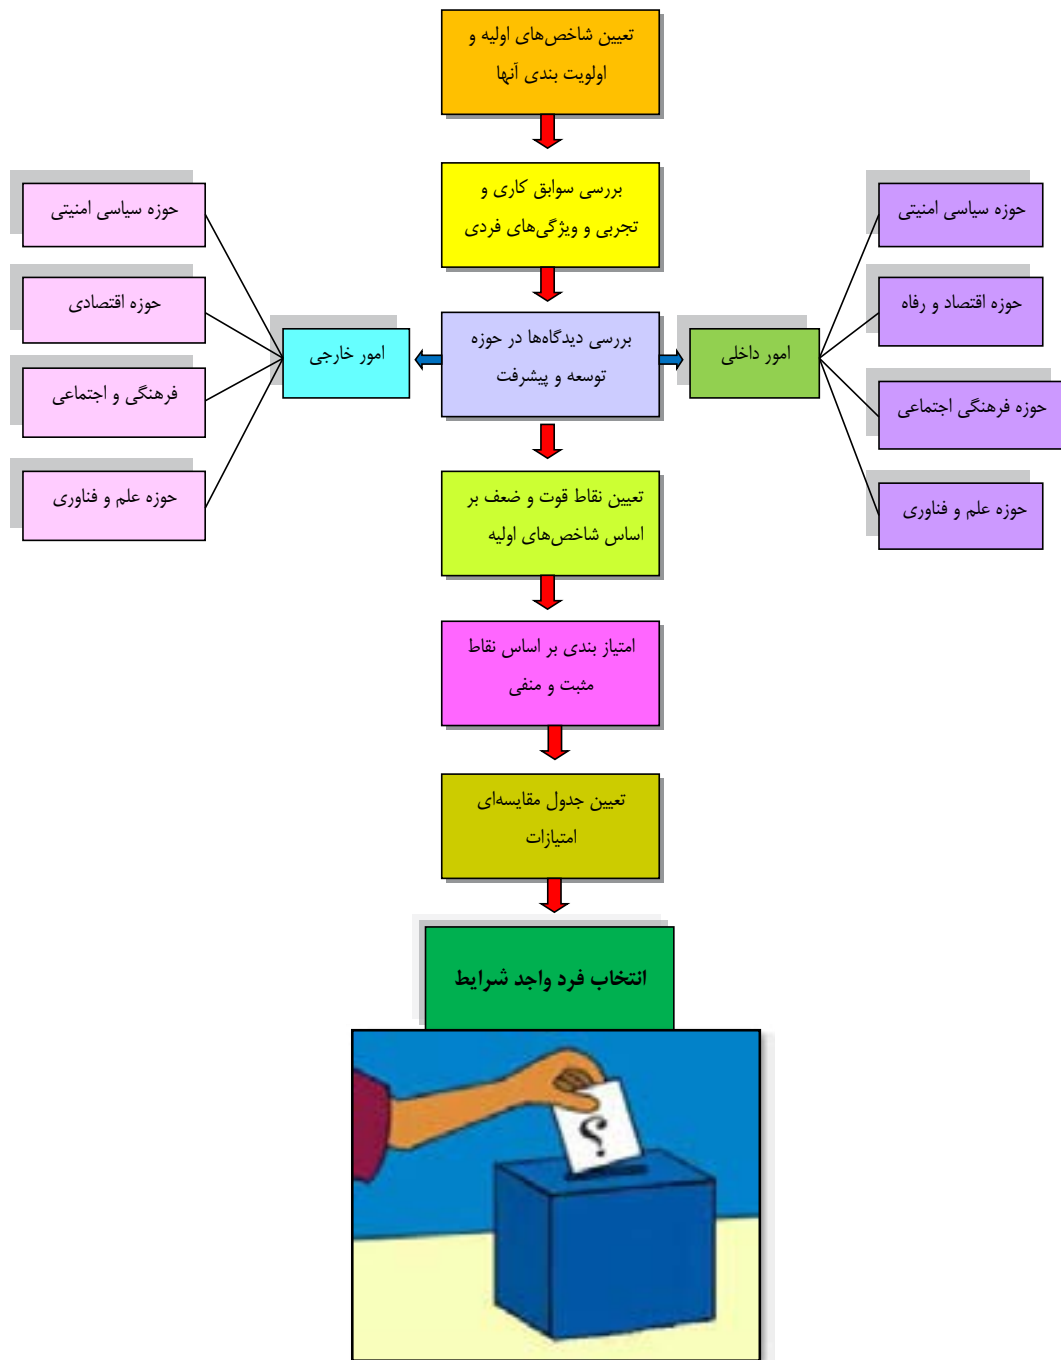 تعیین شاخص‌های اولیه و
اولویت بندی آنها
بررسی سوابق کاری و
تجربی و ویژگی‌های فردی
بررسی دیدگاه‌ها در حوزه
توسعه و پیشرفت
امور داخلی
حوزه سیاسی امنیتی
حوزه اقتصاد و رفاه
حوزه فرهنگی اجتماعی
حوزه علم و فناوری
امور خارجی
حوزه سیاسی امنیتی
حوزه اقتصادی
فرهنگی و اجتماعی
حوزه علم و فناوری
تعیین نقاط قوت و ضعف بر
اساس شاخص‌های اولیه
امتیاز بندی بر اساس نقاط
مثبت و منفی
تعیین جدول مقایسه‌ای
امتیازات
انتخاب فرد واجد شرایط
؟